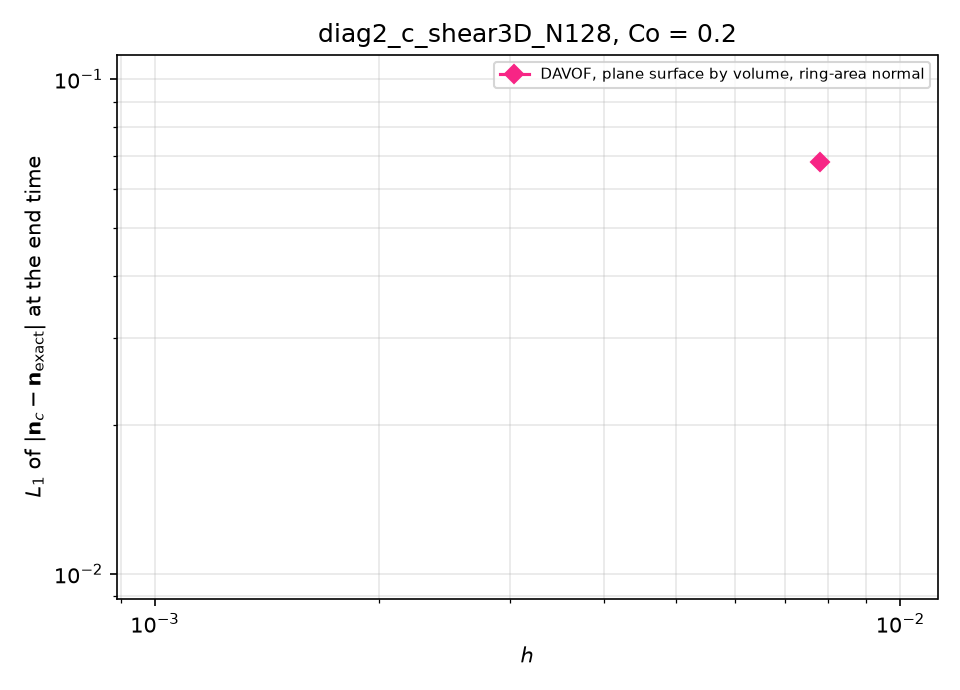 diag2_c_shear3D_N128, Co = 0.2
DAVOF, plane surface by volume, ring-area normal
L₁ of |n_c − n_exact| at the end time
10⁻¹
10⁻²
10⁻³
10⁻²
h